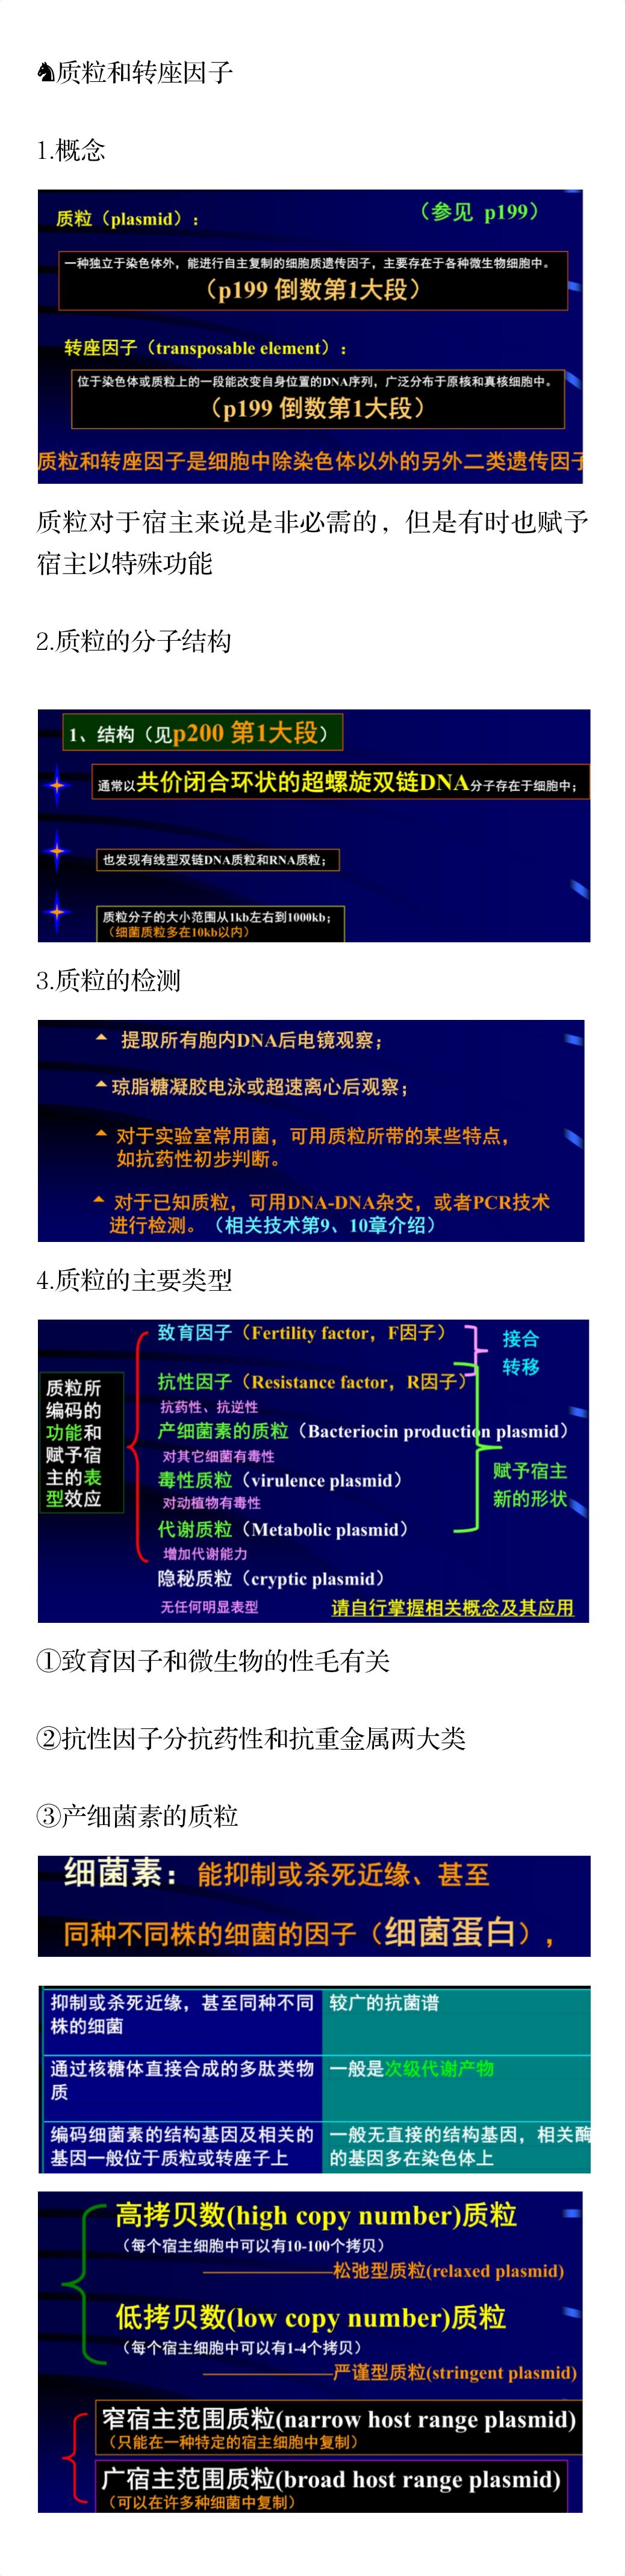 ♞质粒和转座因子
1.概念
质粒（plasmid）：
（参见 p199）
一种独立于染色体外，能进行自主复制的细胞质遗传因子，主要存在于各种微生物细胞中。
（p199 倒数第1大段）
转座因子（transposable element）：
位于染色体或质粒上的一段能改变自身位置的DNA序列，广泛分布于原核和真核细胞中。
（p199 倒数第1大段）
质粒和转座因子是细胞中除染色体以外的另外二类遗传因子
质粒对于宿主来说是非必需的，但是有时也赋予
宿主以特殊功能
2.质粒的分子结构
1、结构（见p200 第1大段）
通常以共价闭合环状的超螺旋双链DNA分子存在于细胞中；
也发现有线型双链DNA质粒和RNA质粒；
质粒分子的大小范围从1kb左右到1000kb；
（细菌质粒多在10kb以内）
3.质粒的检测
提取所有胞内DNA后电镜观察；
琼脂糖凝胶电泳或超速离心后观察；
对于实验室常用菌，可用质粒所带的某些特点，
如抗药性初步判断。
对于已知质粒，可用DNA-DNA杂交，或者PCR技术
进行检测。（相关技术第9、10章介绍）
4.质粒的主要类型
质粒所
编码的
功能和
赋予宿
主的表
型效应
致育因子（Fertility factor，F因子）
抗性因子（Resistance factor，R因子）
抗药性、抗逆性
产细菌素的质粒（Bacteriocin production plasmid）
对其它细菌有毒性
毒性质粒（virulence plasmid）
对动植物有毒性
代谢质粒（Metabolic plasmid）
增加代谢能力
隐秘质粒（cryptic plasmid）
无任何明显表型
接合
转移
赋予宿主
新的形状
请自行掌握相关概念及其应用
①致育因子和微生物的性毛有关
②抗性因子分抗药性和抗重金属两大类
③产细菌素的质粒
细菌素：能抑制或杀死近缘、甚至
同种不同株的细菌的因子（细菌蛋白），
抑制或杀死近缘，甚至同种不同
株的细菌
较广的抗菌谱
通过核糖体直接合成的多肽类物
质
一般是次级代谢产物
编码细菌素的结构基因及相关的
基因一般位于质粒或转座子上
一般无直接的结构基因，相关酶
的基因多在染色体上
高拷贝数(high copy number)质粒
（每个宿主细胞中可以有10-100个拷贝）
——————松弛型质粒(relaxed plasmid)
低拷贝数(low copy number)质粒
（每个宿主细胞中可以有1-4个拷贝）
——————严谨型质粒(stringent plasmid)
窄宿主范围质粒(narrow host range plasmid)
（只能在一种特定的宿主细胞中复制）
广宿主范围质粒(broad host range plasmid)
（可以在许多种细菌中复制）